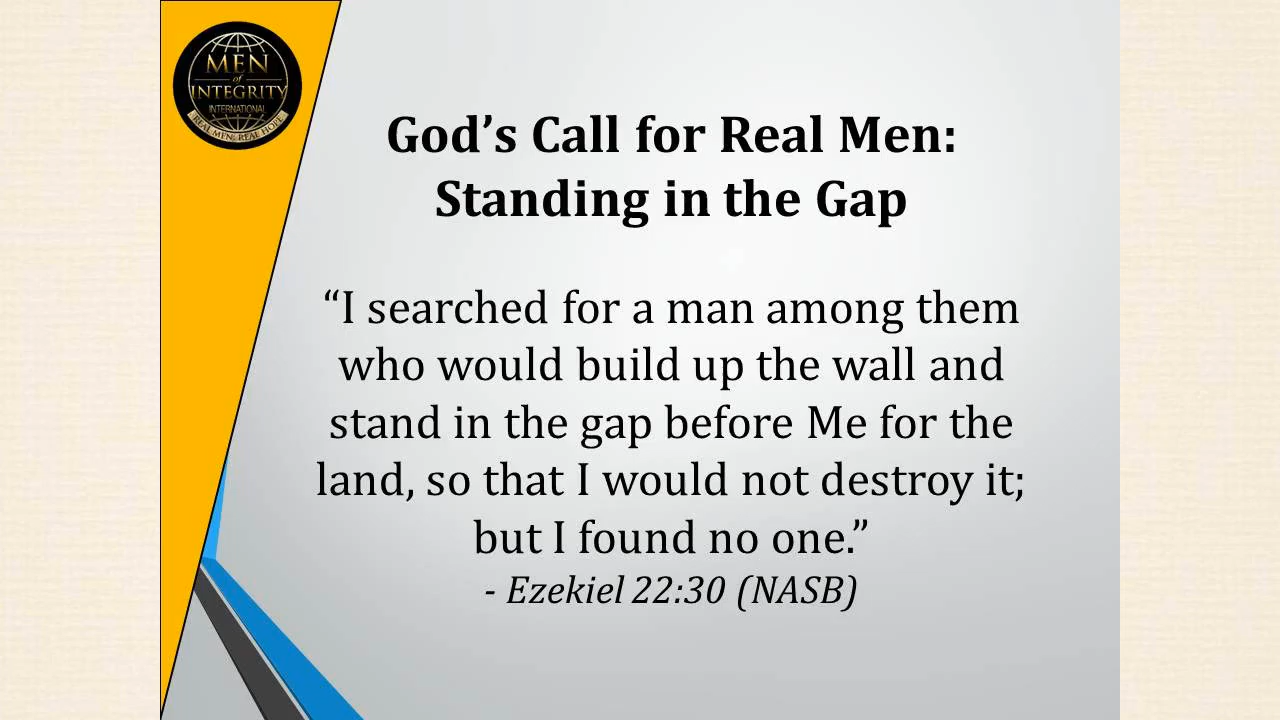 MEN
of
INTEGRITY
INTERNATIONAL
REAL MEN: REAL HOPE
God’s Call for Real Men:
Standing in the Gap
“I searched for a man among them
who would build up the wall and
stand in the gap before Me for the
land, so that I would not destroy it;
but I found no one.”
- Ezekiel 22:30 (NASB)